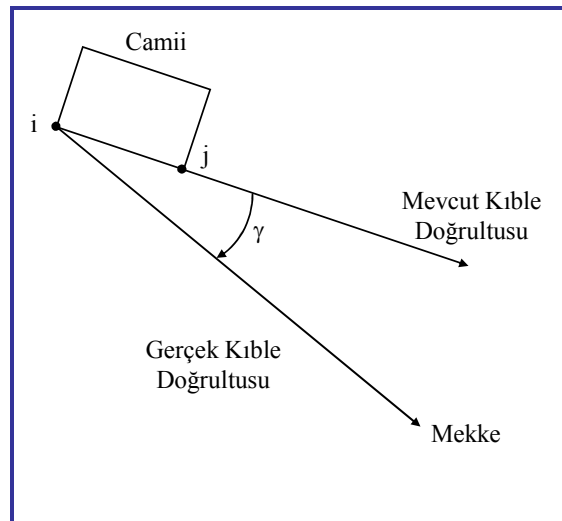 Camii
i
j
Mevcut Kıble
Doğrultusu
γ
Gerçek Kıble
Doğrultusu
Mekke